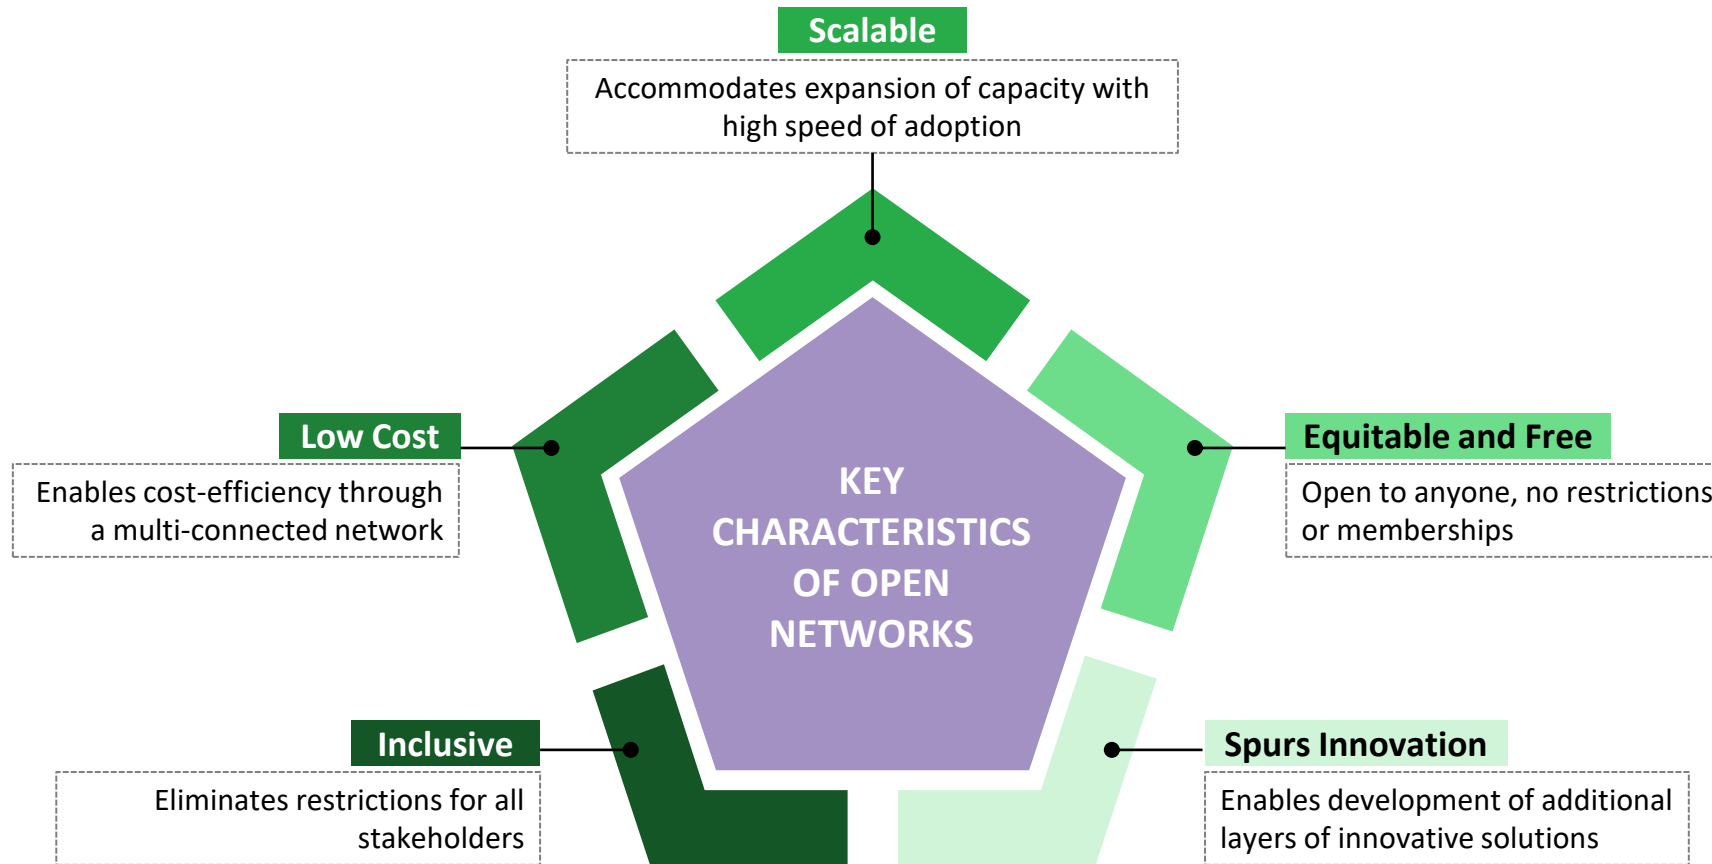 Scalable
Accommodates expansion of capacity with
high speed of adoption
Low Cost
Enables cost-efficiency through
a multi-connected network
Equitable and Free
Open to anyone, no restrictions
or memberships
KEY
CHARACTERISTICS
OF OPEN
NETWORKS
Inclusive
Eliminates restrictions for all
stakeholders
Spurs Innovation
Enables development of additional
layers of innovative solutions